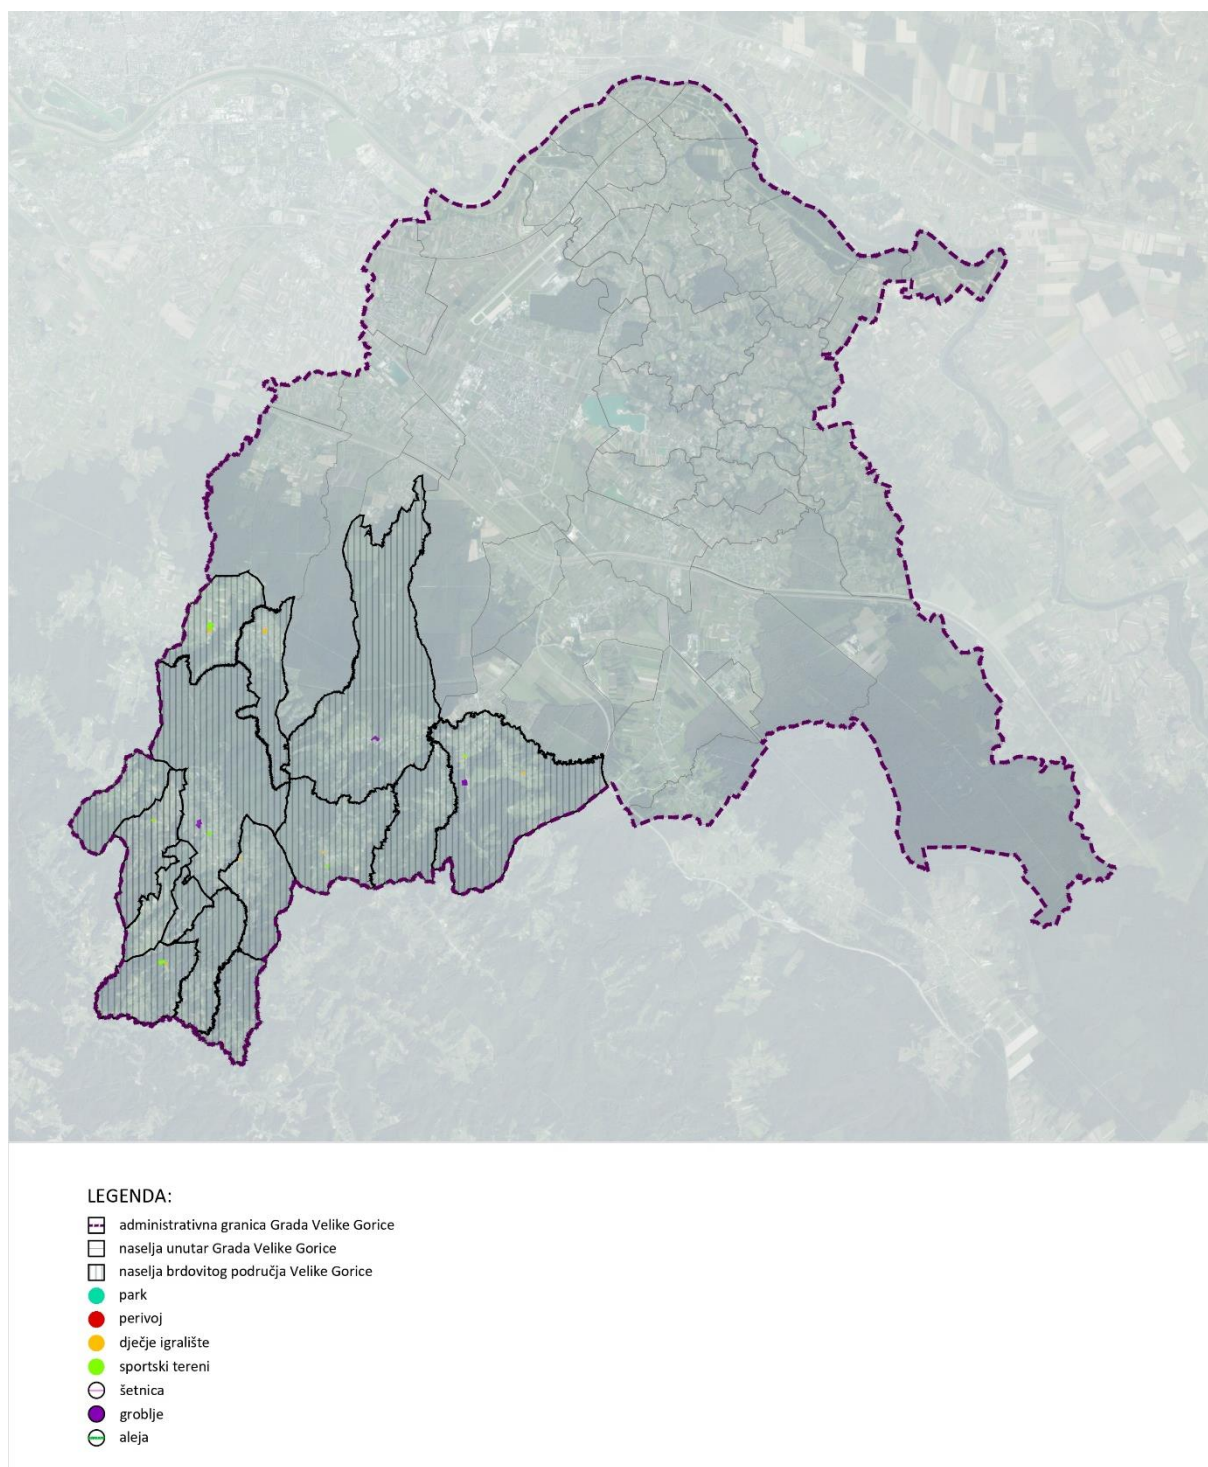 LEGENDA:
administrativna granica Grada Velike Gorice
naselja unutar Grada Velike Gorice
naselja brdovitog područja Velike Gorice
park
perivoj
dječje igralište
sportski tereni
šetnica
groblje
aleja